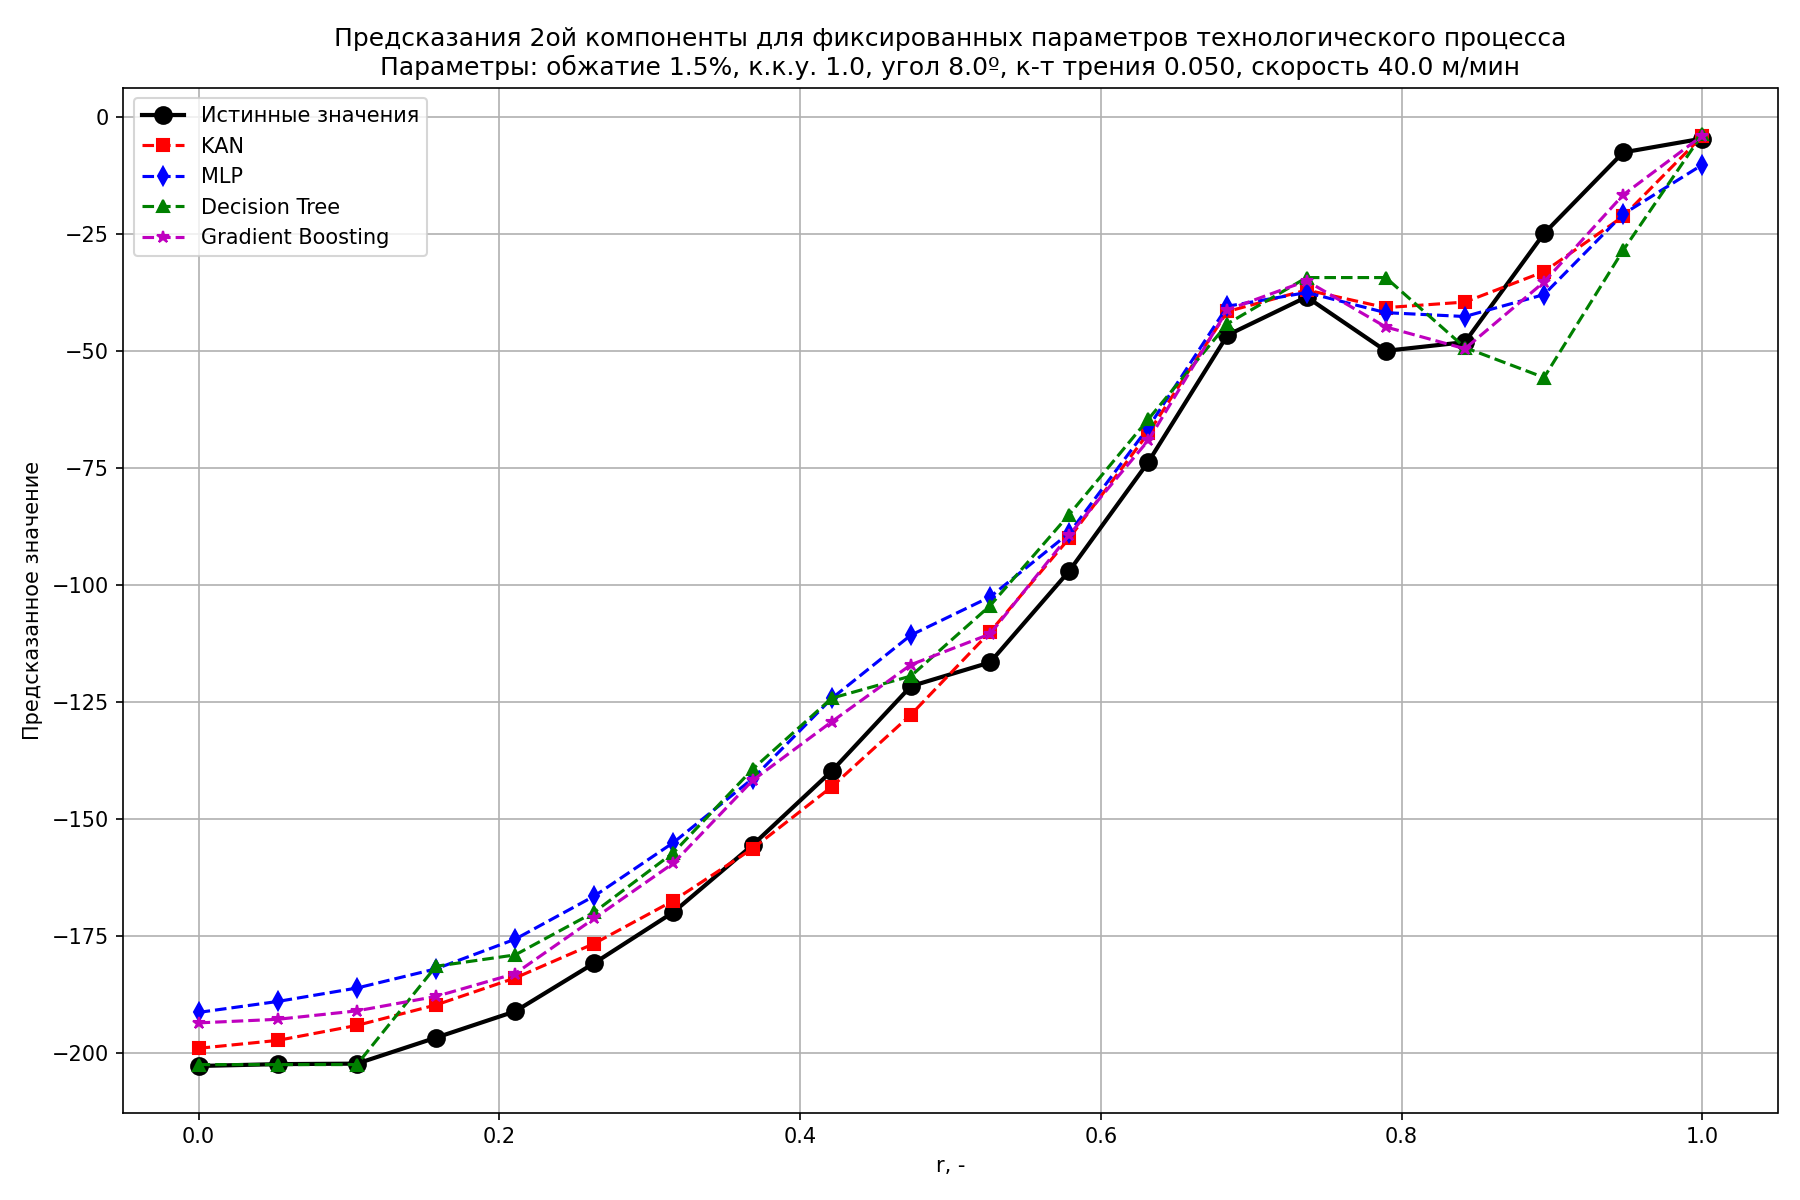 Предсказания 2ой компоненты для фиксированных параметров технологического процесса
Параметры: обжатие 1.5%, к.к.у. 1.0, угол 8.0º, к-т трения 0.050, скорость 40.0 м/мин
Истинные значения
KAN
MLP
Decision Tree
Gradient Boosting
Предсказанное значение
0
−25
−50
−75
−100
−125
−150
−175
−200
0.0
0.2
0.4
0.6
0.8
1.0
r, -